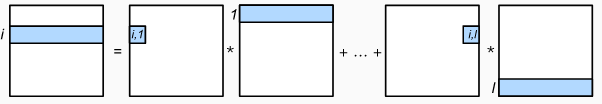 i = i,1 * 1 + ... + i,l * l